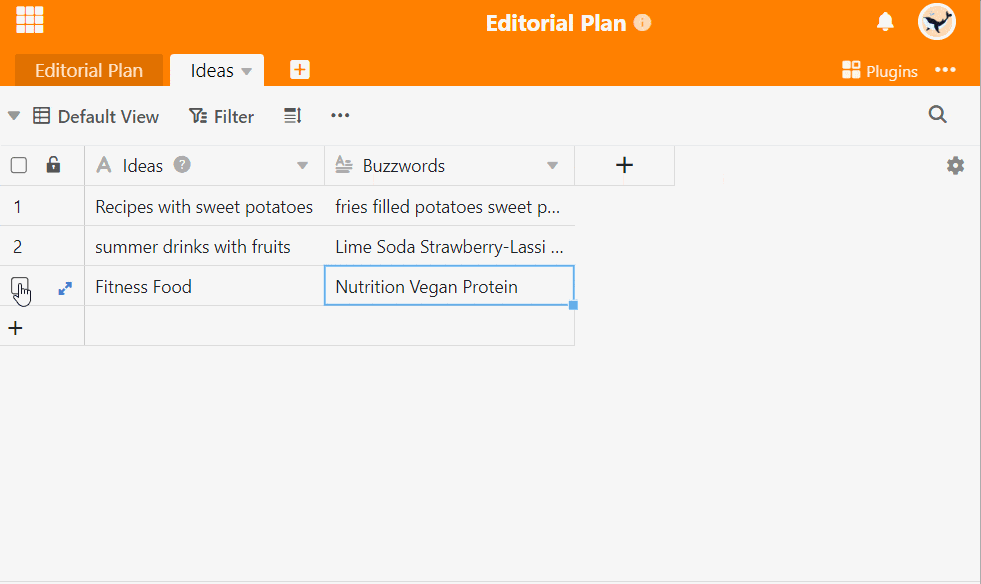 Editorial Plan
Editorial Plan Ideas Plugins
Default View Filter
Ideas Buzzwords
1 Recipes with sweet potatoes fries filled potatoes sweet p...
2 summer drinks with fruits Lime Soda Strawberry-Lassi ...
Fitness Food Nutrition Vegan Protein